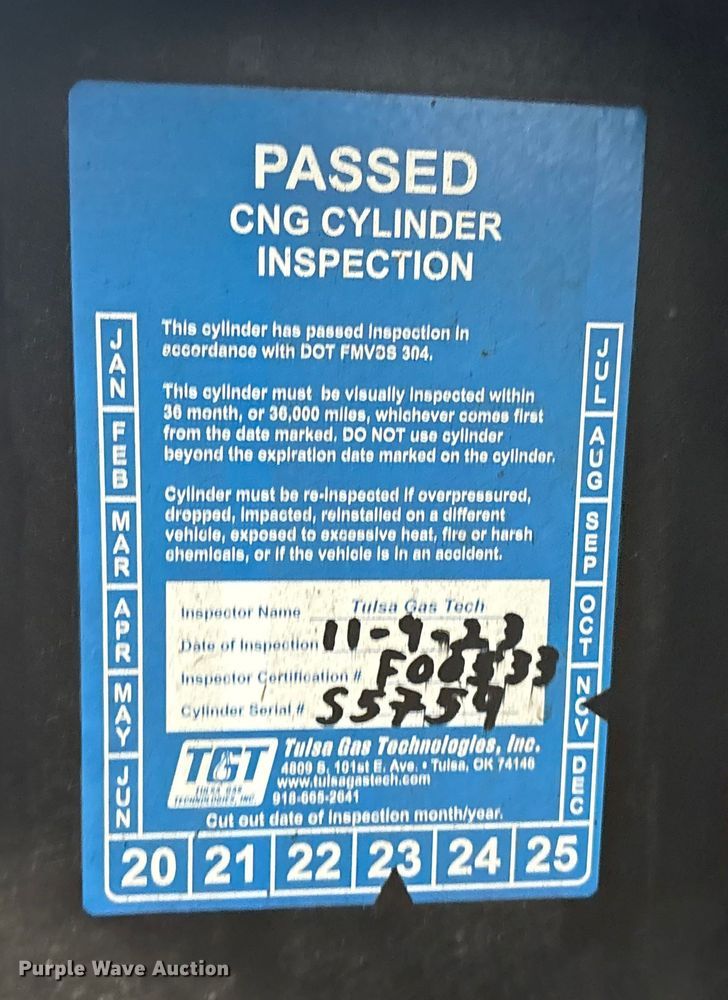 PASSED
CNG CYLINDER
INSPECTION
This cylinder has passed inspection in
accordance with DOT FMVSS 304.
This cylinder must be visually inspected within
36 month, or 36,000 miles, whichever comes first
from the date marked. DO NOT use cylinder
beyond the expiration date marked on the cylinder.
Cylinder must be re-inspected if overpressured,
dropped, impacted, reinstalled on a different
vehicle, exposed to excessive heat, fire or harsh
chemicals, or if the vehicle is in an accident.
JAN
FEB
MAR
APR
MAY
JUN
JUL
AUG
SEP
OCT
NOV
DEC
Inspector Name Tulsa Gas Tech
Date of Inspection 11-9-23
Inspector Certification #
Cylinder Serial # S5754
TGT
TULSA GAS
TECHNOLOGIES, INC.
Tulsa Gas Technologies, Inc.
4809 S. 101st E. Ave. • Tulsa, OK 74146
www.tulsagastech.com
918-665-2641
Cut out date of inspection month/year.
20 21 22 23 24 25
Purple Wave Auction